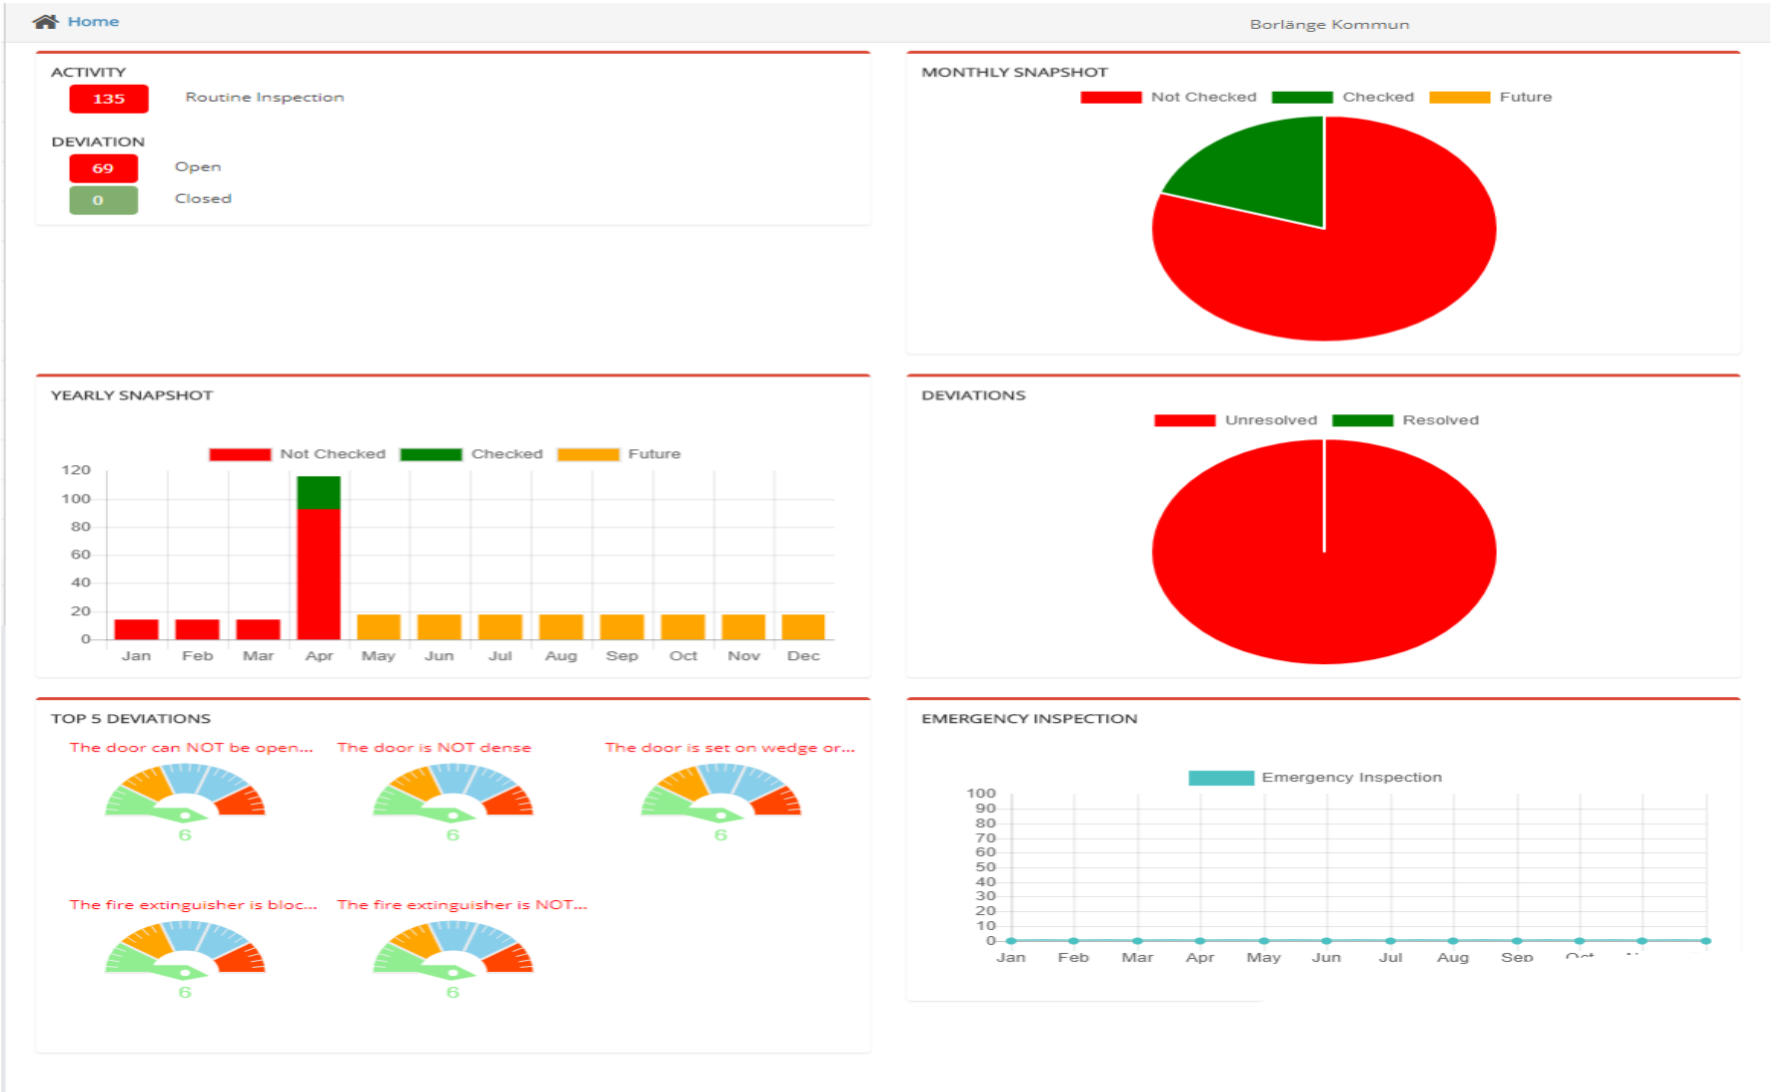 Home
Borlänge Kommun
ACTIVITY
135 Routine Inspection
DEVIATION
69 Open
0 Closed
MONTHLY SNAPSHOT
Not Checked Checked Future
YEARLY SNAPSHOT
Not Checked Checked Future
120
100
80
60
40
20
0
Jan Feb Mar Apr May Jun Jul Aug Sep Oct Nov Dec
DEVIATIONS
Unresolved Resolved
TOP 5 DEVIATIONS
The door can NOT be open... The door is NOT dense The door is set on wedge or...
6 6 6
The fire extinguisher is bloc... The fire extinguisher is NOT...
6 6
EMERGENCY INSPECTION
Emergency Inspection
100
90
80
70
60
50
40
30
20
10
0
Jan Feb Mar Apr May Jun Jul Aug Sep